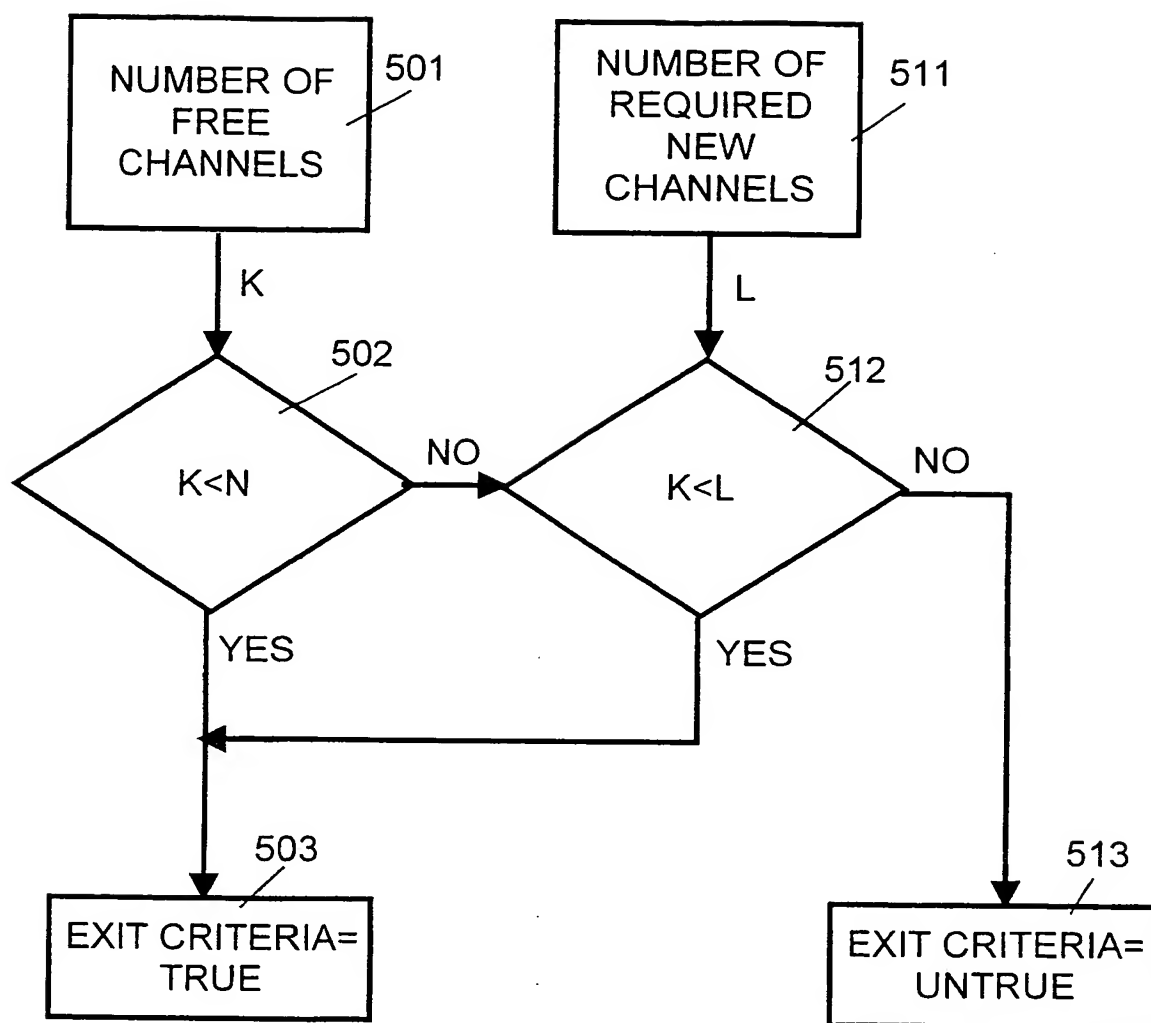 NUMBER OF
FREE
CHANNELS
501
NUMBER OF
REQUIRED
NEW
CHANNELS
511
K
L
502
512
K<N
NO
K<L
NO
YES
YES
503
513
EXIT CRITERIA=
TRUE
EXIT CRITERIA=
UNTRUE